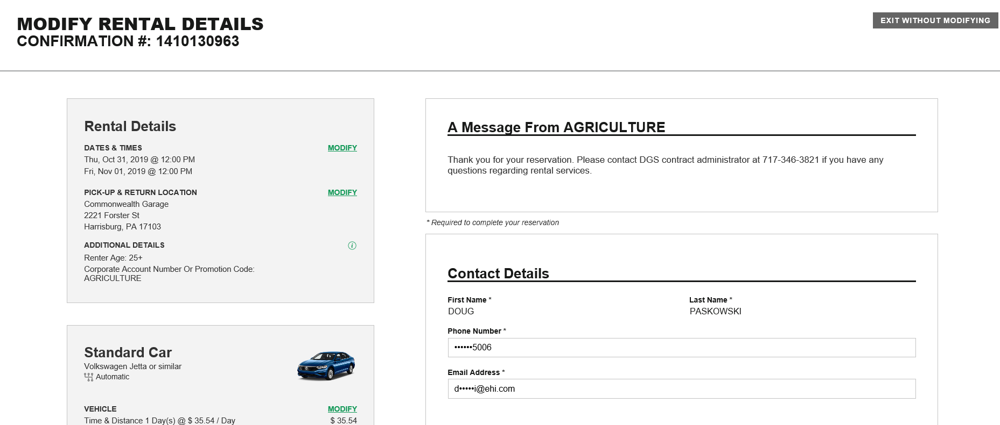 MODIFY RENTAL DETAILS
CONFIRMATION #: 1410130963
EXIT WITHOUT MODIFYING
Rental Details
DATES & TIMES
MODIFY
Thu, Oct 31, 2019 @ 12:00 PM
Fri, Nov 01, 2019 @ 12:00 PM
PICK-UP & RETURN LOCATION
MODIFY
Commonwealth Garage
2221 Forster St
Harrisburg, PA 17103
ADDITIONAL DETAILS
i
Renter Age: 25+
Corporate Account Number Or Promotion Code:
AGRICULTURE
Standard Car
Volkswagen Jetta or similar
Automatic
VEHICLE
MODIFY
Time & Distance 1 Day(s) @ $ 35.54 / Day
$ 35.54
A Message From AGRICULTURE
Thank you for your reservation. Please contact DGS contract administrator at 717-346-3821 if you have any
questions regarding rental services.
* Required to complete your reservation
Contact Details
First Name *
Last Name *
DOUG
PASKOWSKI
Phone Number *
••••••5006
Email Address *
d•••••i@ehi.com